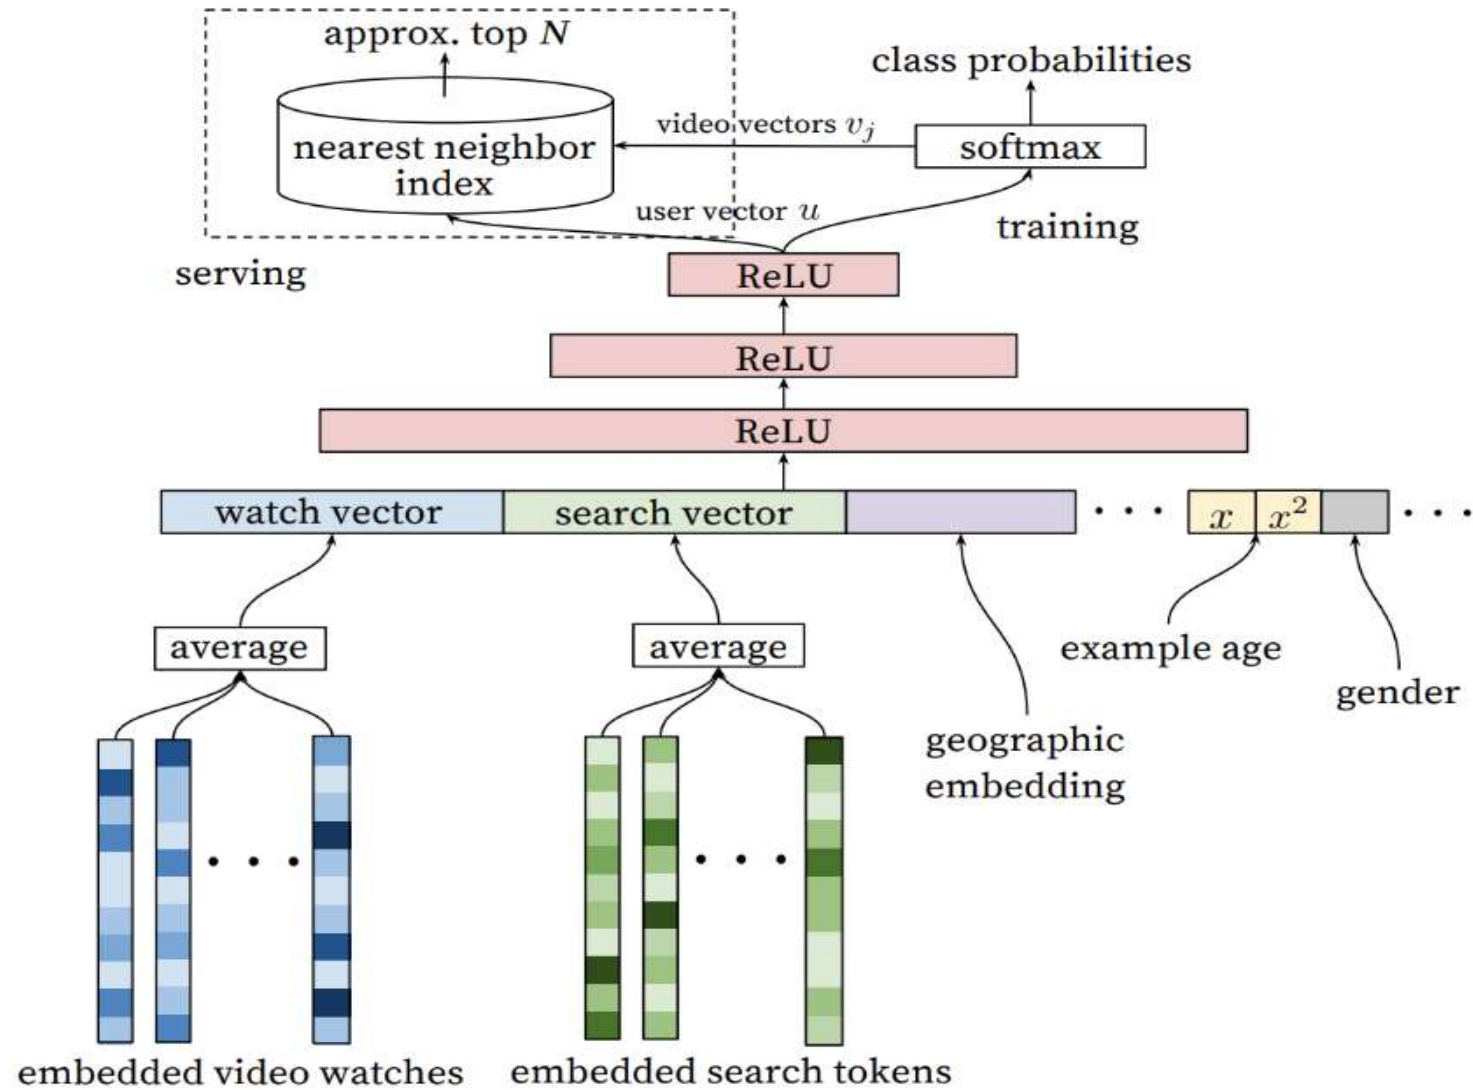 approx. top N
class probabilities
video vectors v_j
nearest neighbor
index
softmax
user vector u
training
serving
ReLU
ReLU
ReLU
watch vector
search vector
x
x²
average
average
example age
gender
geographic
embedding
embedded video watches
embedded search tokens